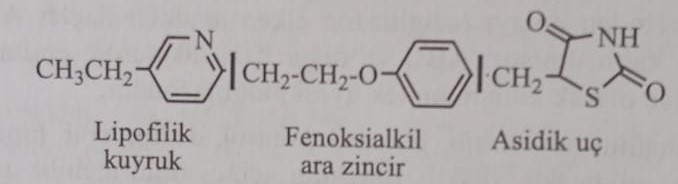 O
N
NH
CH₃CH₂ CH₂-CH₂-O CH₂
S O
Lipofilik Fenoksialkil Asidik uç
kuyruk ara zincir